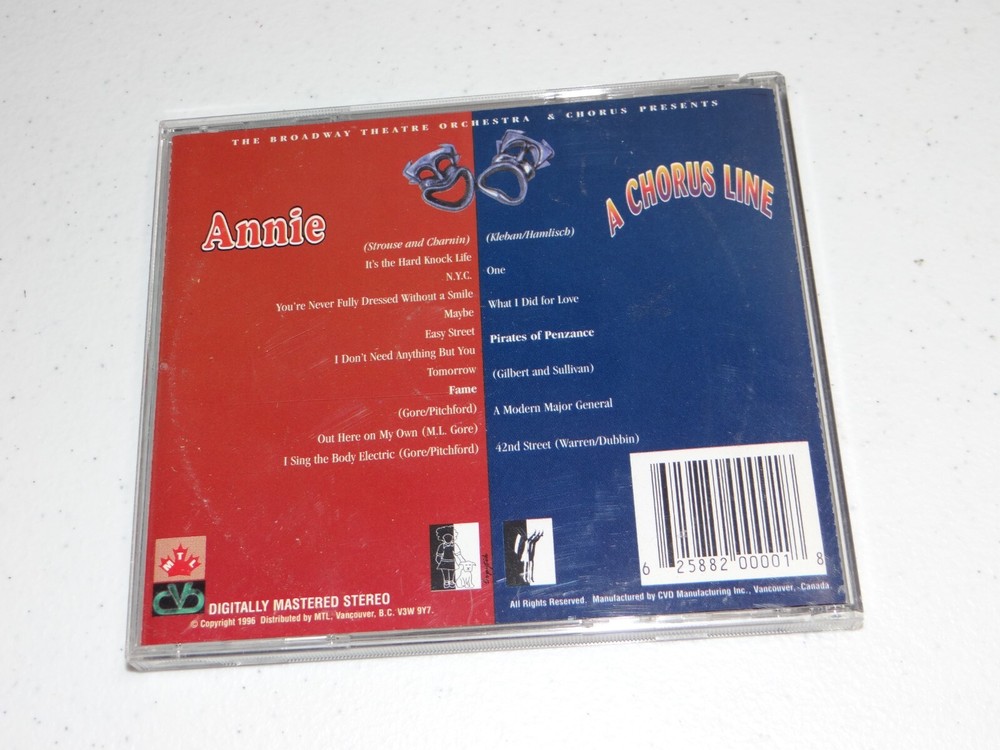 THE BROADWAY THEATRE ORCHESTRA & CHORUS PRESENTS
Annie
(Strouse and Charnin)
It's the Hard Knock Life
N.Y.C.
You're Never Fully Dressed Without a Smile
Maybe
Easy Street
I Don't Need Anything But You
Tomorrow
Fame
(Gore/Pitchford)
Out Here on My Own (M.L. Gore)
I Sing the Body Electric (Gore/Pitchford)
A CHORUS LINE
(Kleban/Hamlisch)
One
What I Did for Love
Pirates of Penzance
(Gilbert and Sullivan)
A Modern Major General
42nd Street (Warren/Dubbin)
MTL
CVD
DIGITALLY MASTERED STEREO
© Copyright 1996 Distributed by MTL, Vancouver, B.C. V3W 9Y7.
6 25882 00001 8
All Rights Reserved. Manufactured by CVD Manufacturing Inc., Vancouver, Canada.